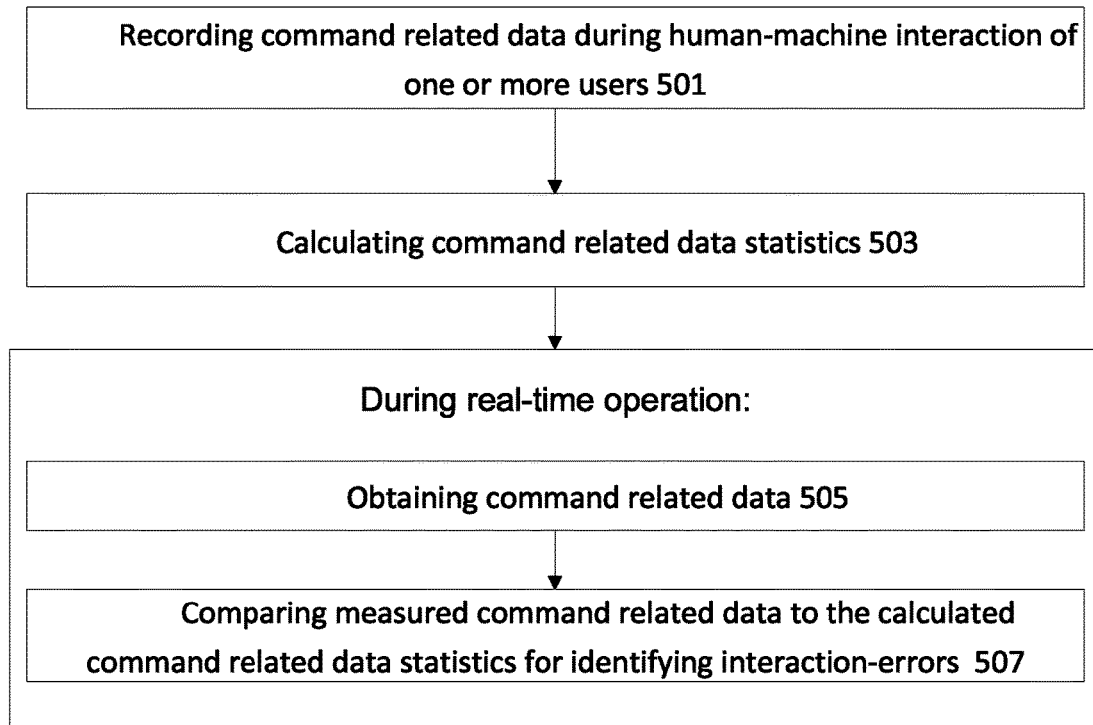 Recording command related data during human-machine interaction of
one or more users 501
Calculating command related data statistics 503
During real-time operation:
Obtaining command related data 505
Comparing measured command related data to the calculated
command related data statistics for identifying interaction-errors 507